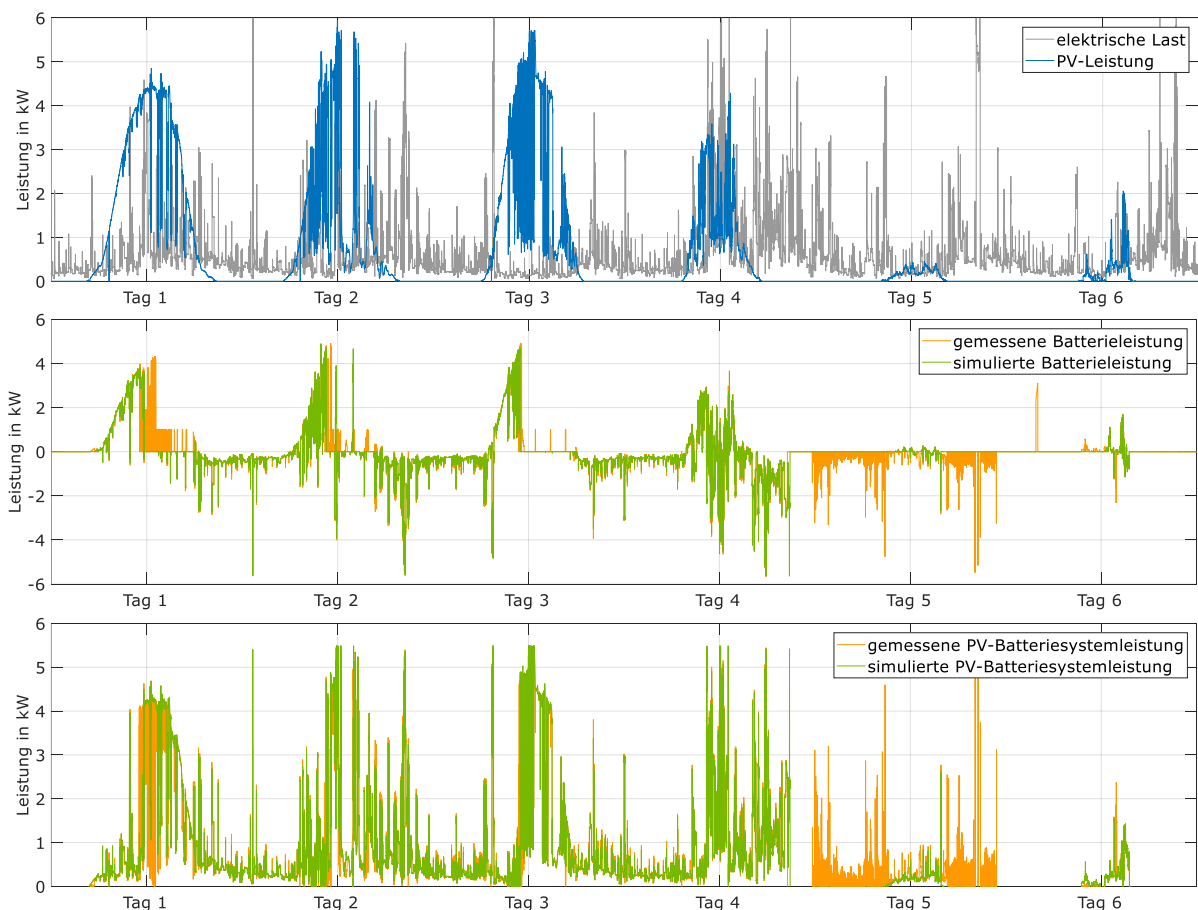 6
5
4
3
2
1
0
Leistung in kW
elektrische Last
PV-Leistung
Tag 1 Tag 2 Tag 3 Tag 4 Tag 5 Tag 6
6
4
2
0
-2
-4
-6
Leistung in kW
gemessene Batterieleistung
simulierte Batterieleistung
Tag 1 Tag 2 Tag 3 Tag 4 Tag 5 Tag 6
6
5
4
3
2
1
0
Leistung in kW
gemessene PV-Batteriesystemleistung
simulierte PV-Batteriesystemleistung
Tag 1 Tag 2 Tag 3 Tag 4 Tag 5 Tag 6